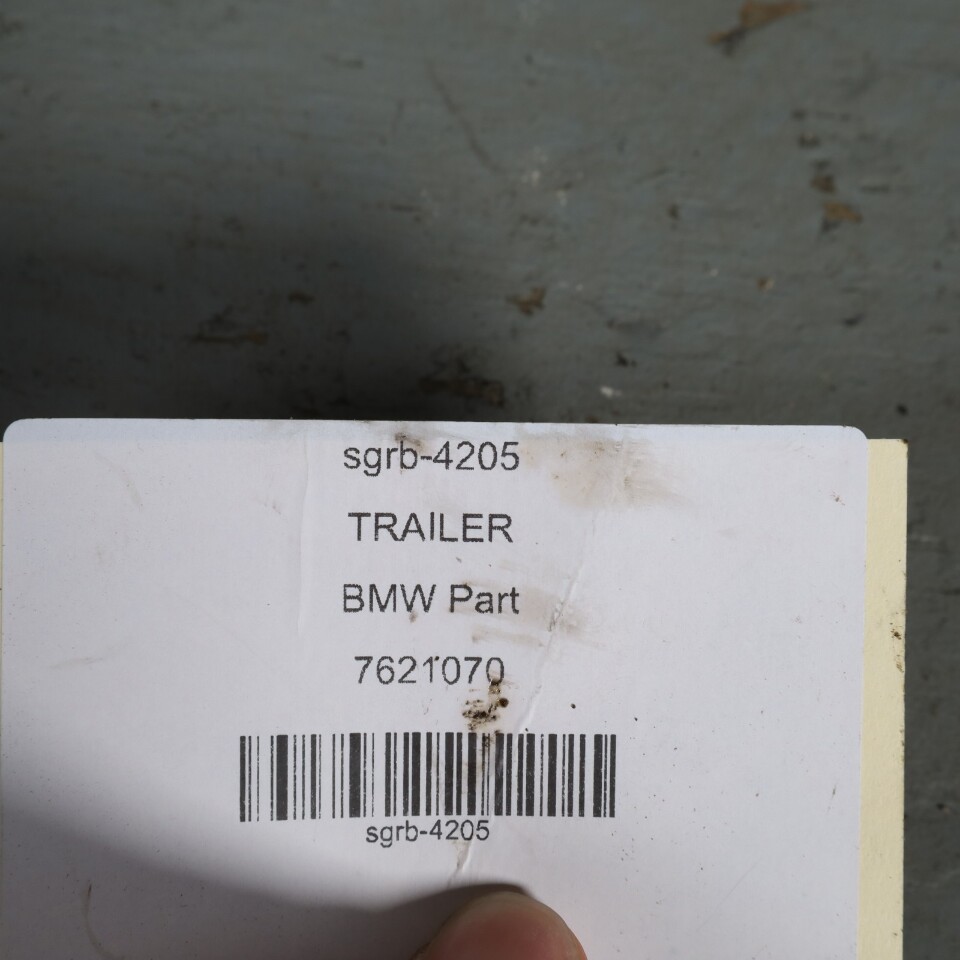 sgrb-4205
TRAILER
BMW Part
7621070
sgrb-4205